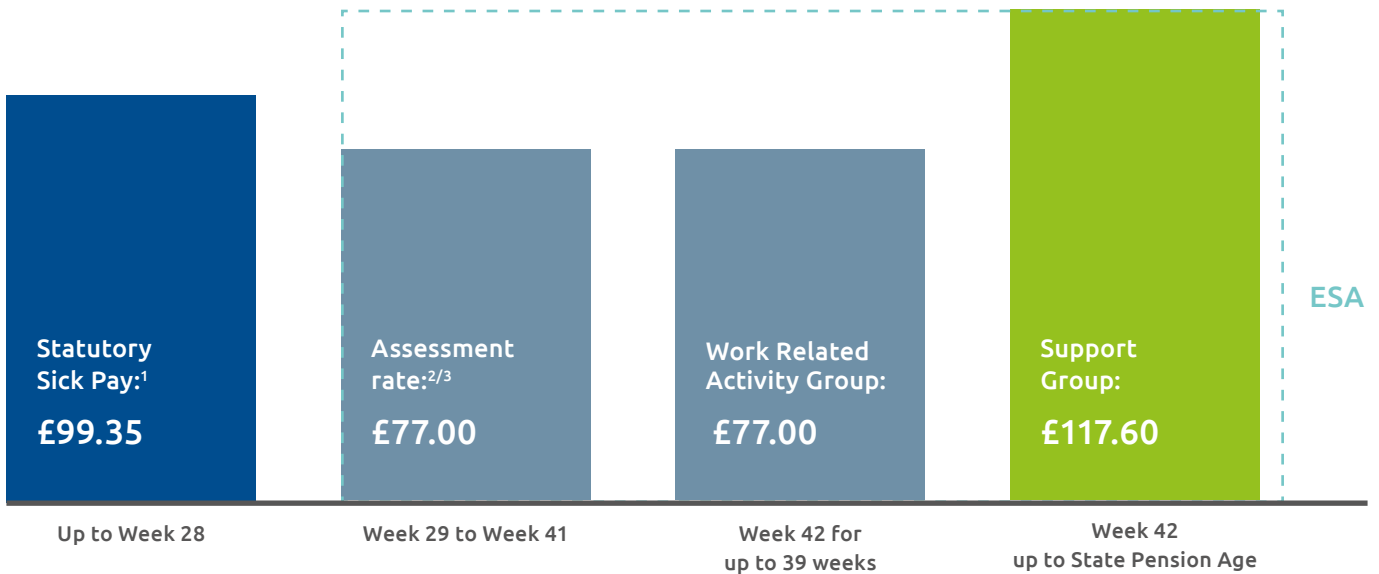 ESA
Statutory
Sick Pay:¹
£99.35
Assessment
rate:²/³
£77.00
Work Related
Activity Group:
£77.00
Support
Group:
£117.60
Up to Week 28
Week 29 to Week 41
Week 42 for
up to 39 weeks
Week 42
up to State Pension Age